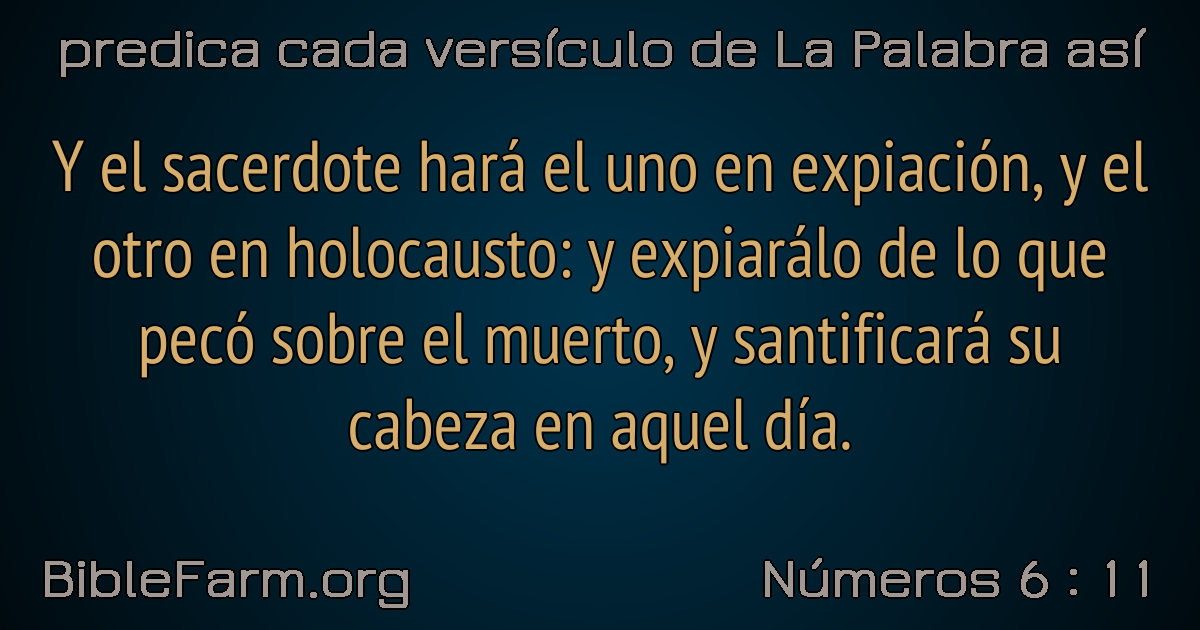 predica cada versículo de La Palabra así
Y el sacerdote hará el uno en expiación, y el
otro en holocausto: y expiarálo de lo que
pecó sobre el muerto, y santificará su
cabeza en aquel día.
BibleFarm.org
Números 6 : 11